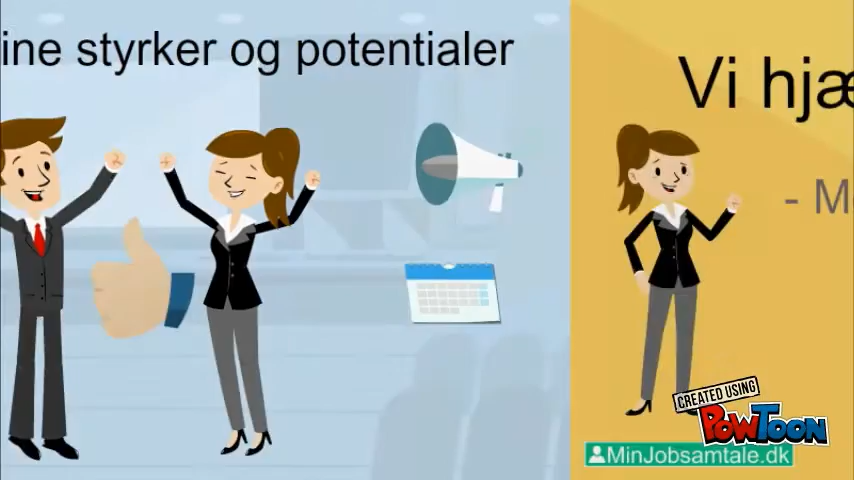 ine styrker og potentialer
Vi hjæ
- M
CREATED USING
POWTOON
MinJobsamtale.dk